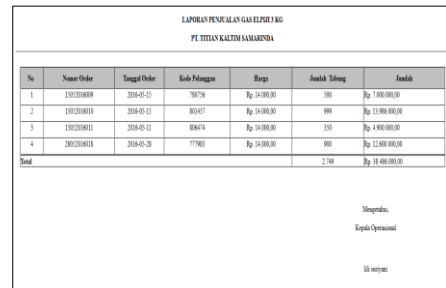 LAPORAN PENJUALAN GAS ELPIJI 3 KG
PT. TITIAN KALTIM SAMARINDA
No Nomor Order Tanggal Order Kode Pelanggan Harga Jumlah Tabung Jumlah
1 15052016009 2016-05-15 780756 Rp. 14.000,00 500 Rp. 7.000.000,00
2 15052016010 2016-05-15 801457 Rp. 14.000,00 999 Rp. 13.986.000,00
3 15052016011 2016-05-11 806474 Rp. 14.000,00 350 Rp. 4.900.000,00
4 28052016018 2016-05-28 777903 Rp. 14.000,00 900 Rp. 12.600.000,00
Total 2.749 Rp. 38.486.000,00
Mengetahui,
Kepala Operasional